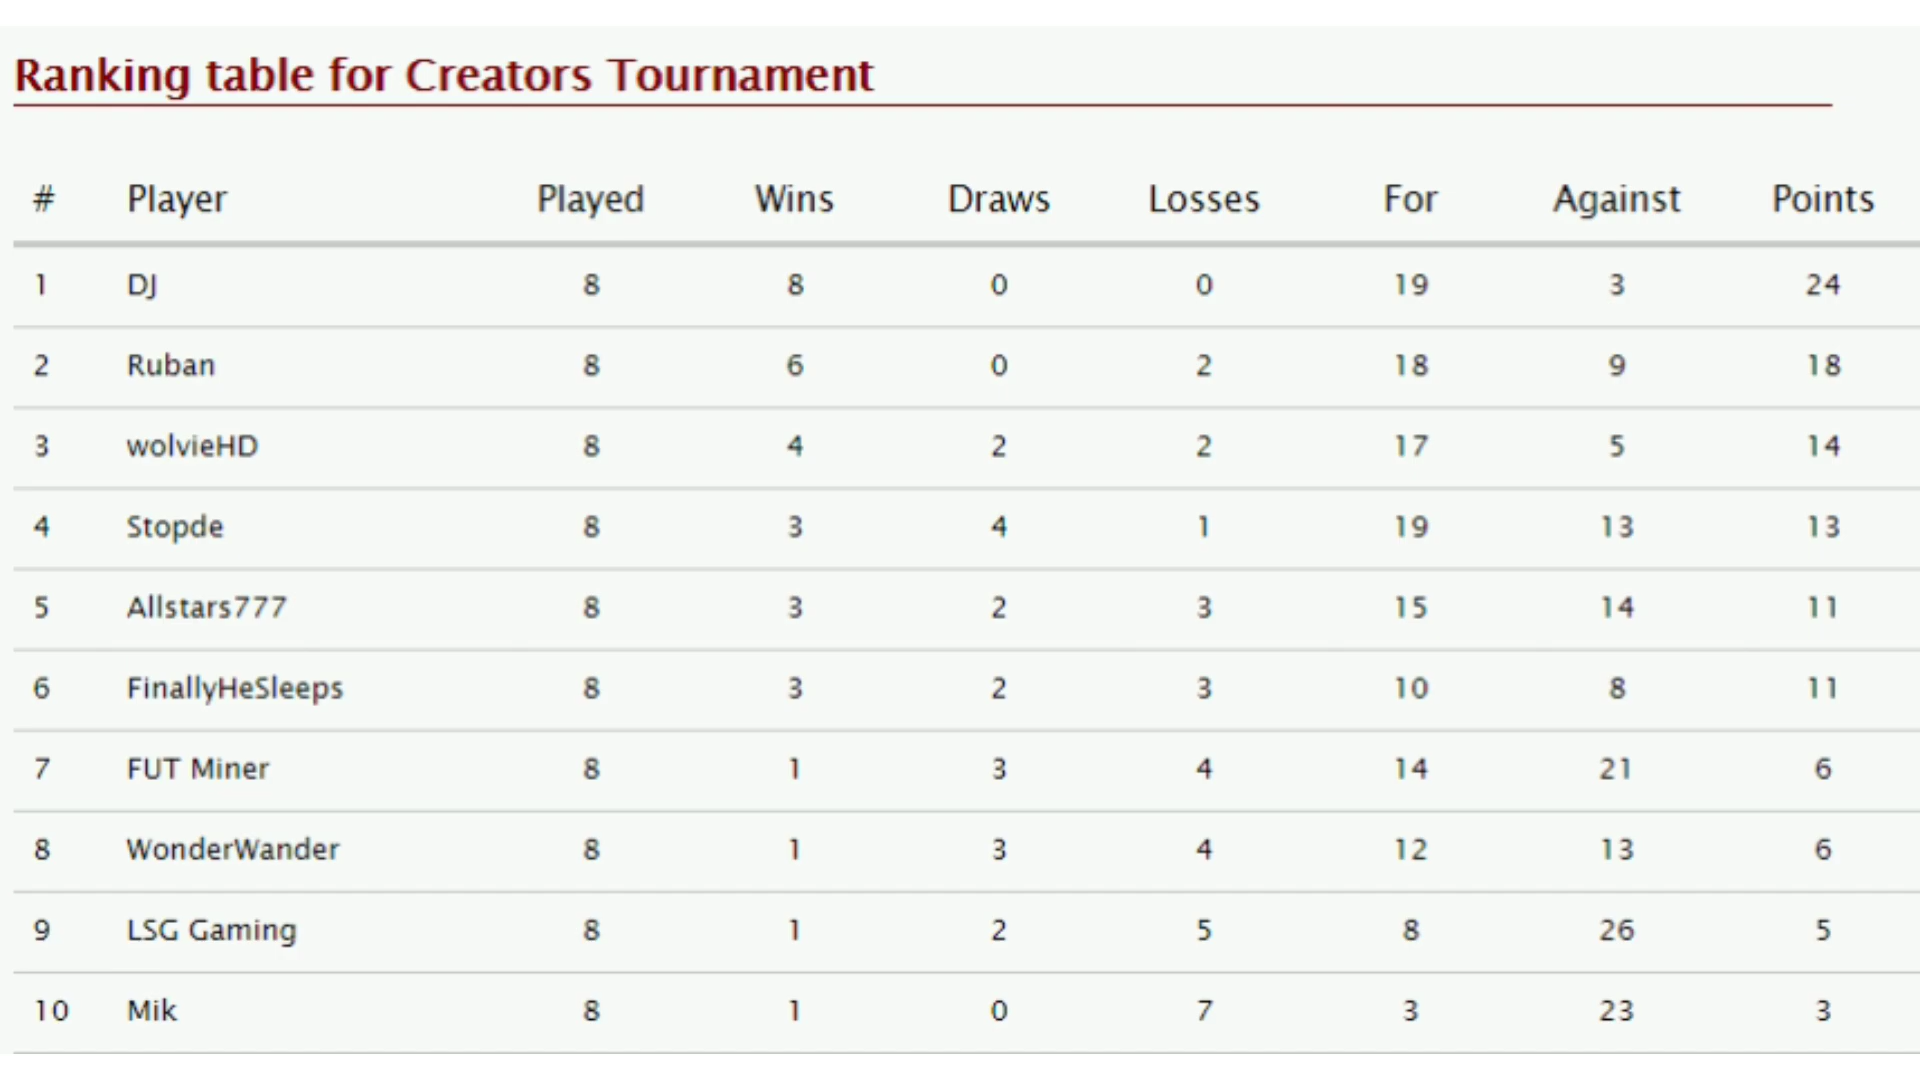 Ranking table for Creators Tournament
# Player Played Wins Draws Losses For Against Points
1 DJ 8 8 0 0 19 3 24
2 Ruban 8 6 0 2 18 9 18
3 wolvieHD 8 4 2 2 17 5 14
4 Stopde 8 3 4 1 19 13 13
5 Allstars777 8 3 2 3 15 14 11
6 FinallyHeSleeps 8 3 2 3 10 8 11
7 FUT Miner 8 1 3 4 14 21 6
8 WonderWander 8 1 3 4 12 13 6
9 LSG Gaming 8 1 2 5 8 26 5
10 Mik 8 1 0 7 3 23 3